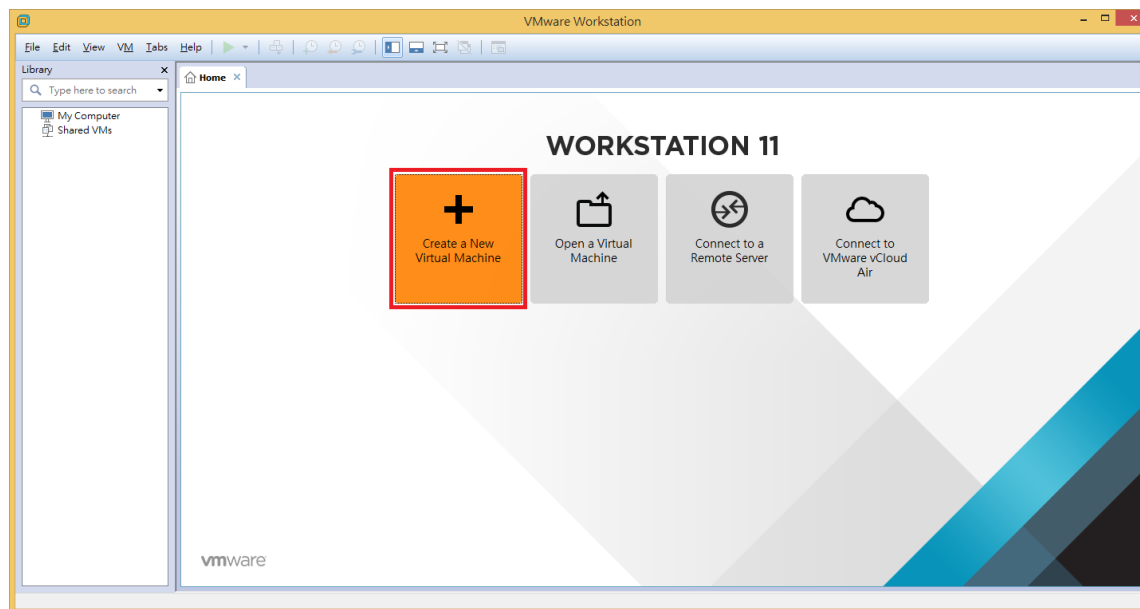 VMware Workstation
File Edit View VM Tabs Help
Library
Type here to search
My Computer
Shared VMs
Home
WORKSTATION 11
Create a New
Virtual Machine
Open a Virtual
Machine
Connect to a
Remote Server
Connect to
VMware vCloud
Air
vmware